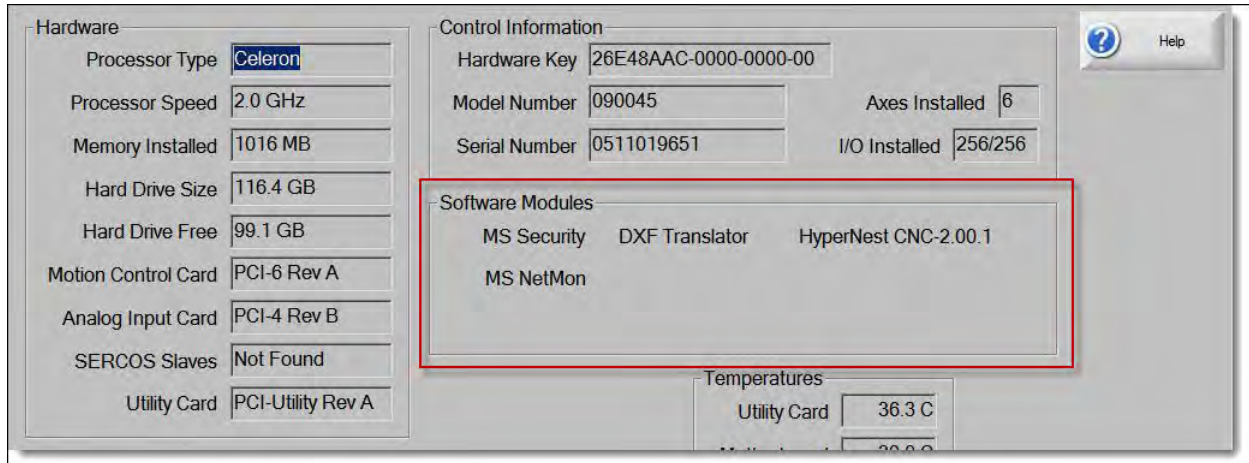 Hardware
Processor Type Celeron
Processor Speed 2.0 GHz
Memory Installed 1016 MB
Hard Drive Size 116.4 GB
Hard Drive Free 99.1 GB
Motion Control Card PCI-6 Rev A
Analog Input Card PCI-4 Rev B
SERCOS Slaves Not Found
Utility Card PCI-Utility Rev A
Control Information
Hardware Key 26E48AAC-0000-0000-00
Model Number 090045 Axes Installed 6
Serial Number 0511019651 I/O Installed 256/256
Software Modules
MS Security DXF Translator HyperNest CNC-2.00.1
MS NetMon
Temperatures
Utility Card 36.3 C
Help